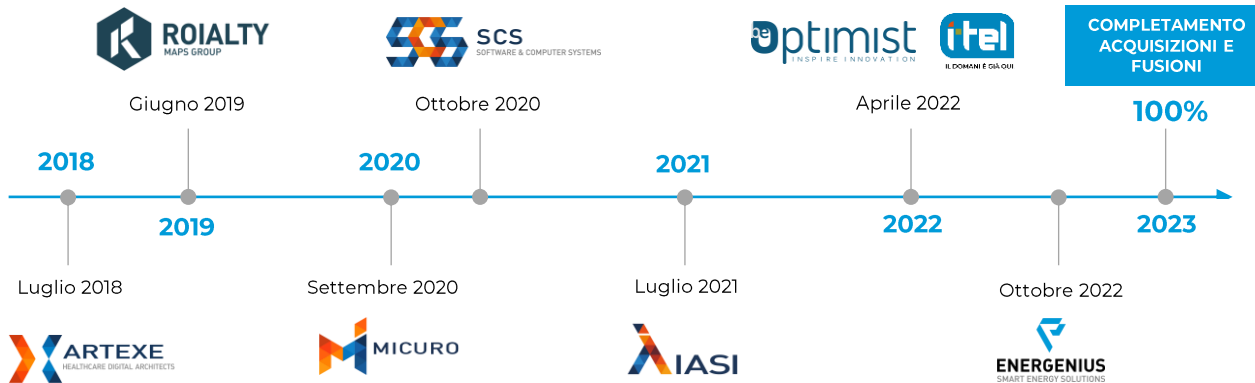 ROIALTY
MAPS GROUP
Giugno 2019
SCS
SOFTWARE & COMPUTER SYSTEMS
Ottobre 2020
be
Optimist
INSPIRE INNOVATION
i-tel
IL DOMANI È GIÀ QUI
Aprile 2022
COMPLETAMENTO
ACQUISIZIONI E
FUSIONI
100%
2018
2019
2020
2021
2022
2023
Luglio 2018
ARTEXE
HEALTHCARE DIGITAL ARCHITECTS
Settembre 2020
MICURO
Luglio 2021
IASI
Ottobre 2022
ENERGENIUS
SMART ENERGY SOLUTIONS